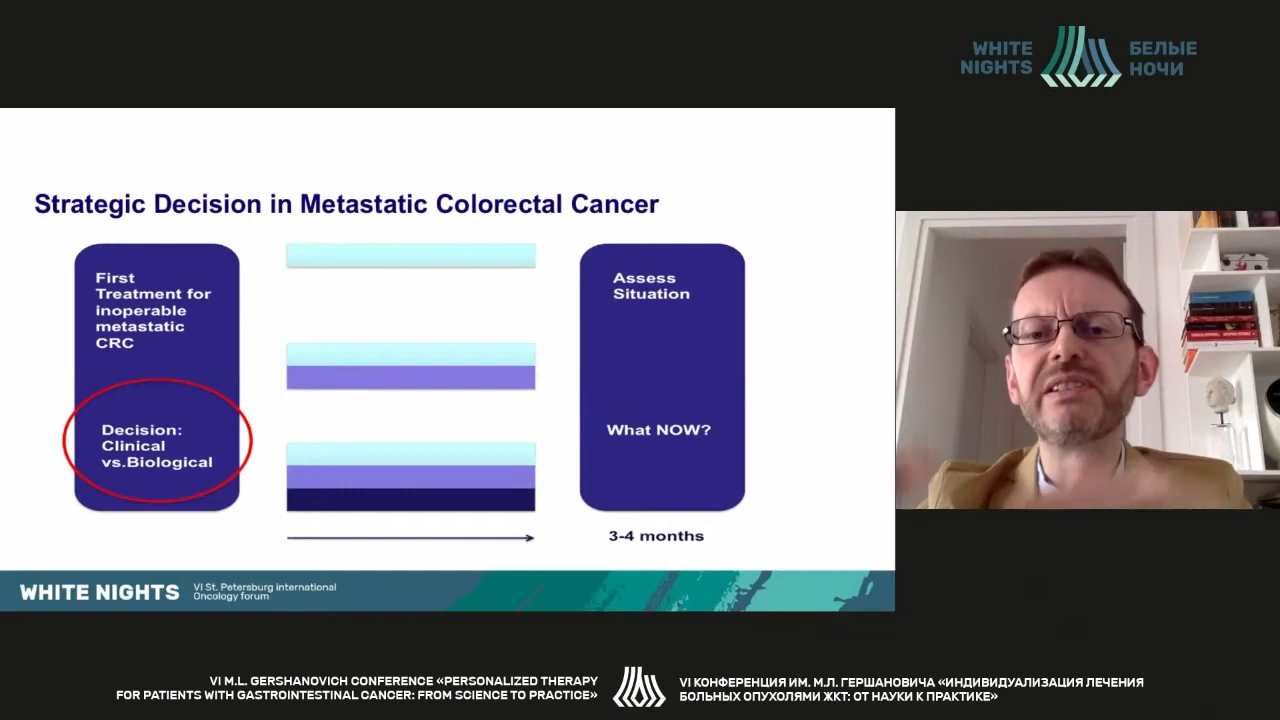 WHITE
NIGHTS
БЕЛЫЕ
НОЧИ
Strategic Decision in Metastatic Colorectal Cancer
First
Treatment for
inoperable
metastatic
CRC
Decision:
Clinical
vs.Biological
Assess
Situation
What NOW?
3-4 months
WHITE NIGHTS
VI St. Petersburg international
Oncology forum
VI M.L. GERSHANOVICH CONFERENCE «PERSONALIZED THERAPY
FOR PATIENTS WITH GASTROINTESTINAL CANCER: FROM SCIENCE TO PRACTICE»
VI КОНФЕРЕНЦИЯ ИМ. М.Л. ГЕРШАНОВИЧА «ИНДИВИДУАЛИЗАЦИЯ ЛЕЧЕНИЯ
БОЛЬНЫХ ОПУХОЛЯМИ ЖКТ: ОТ НАУКИ К ПРАКТИКЕ»